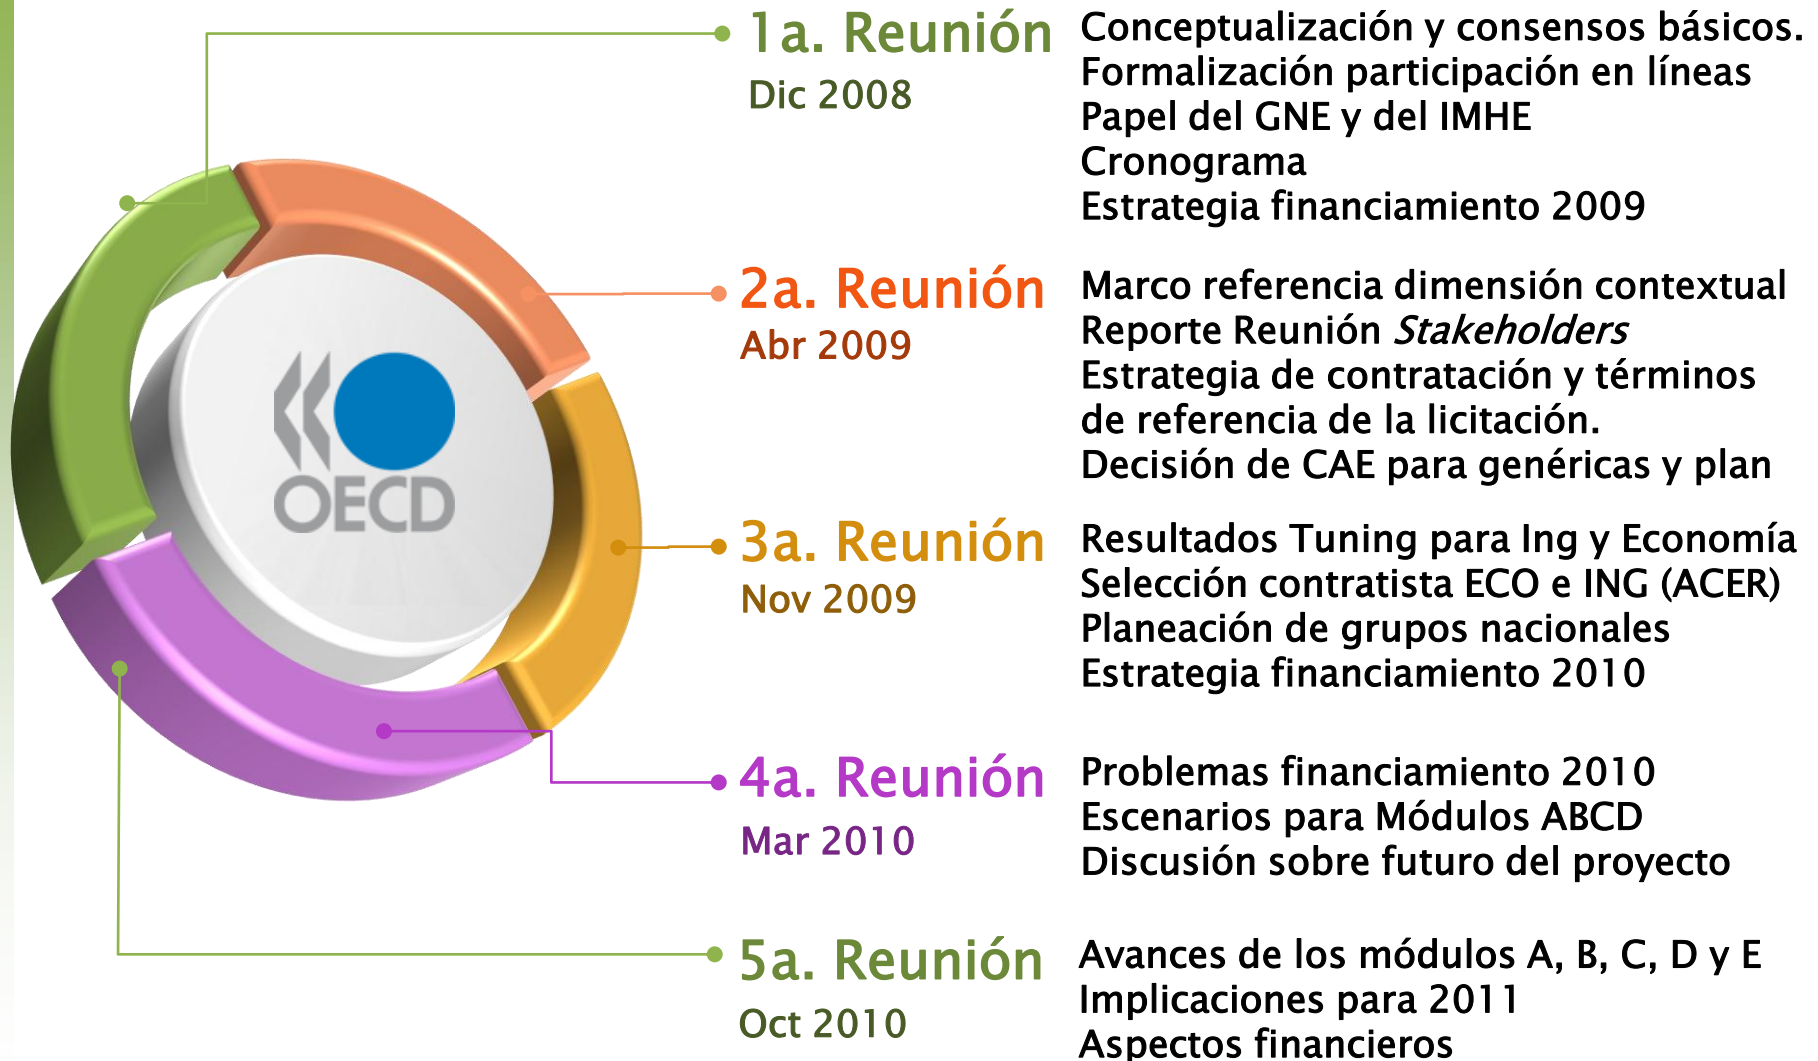 1a. Reunión
Dic 2008
Conceptualización y consensos básicos.
Formalización participación en líneas
Papel del GNE y del IMHE
Cronograma
Estrategia financiamiento 2009
2a. Reunión
Abr 2009
Marco referencia dimensión contextual
Reporte Reunión Stakeholders
Estrategia de contratación y términos
de referencia de la licitación.
Decisión de CAE para genéricas y plan
OECD
3a. Reunión
Nov 2009
Resultados Tuning para Ing y Economía
Selección contratista ECO e ING (ACER)
Planeación de grupos nacionales
Estrategia financiamiento 2010
4a. Reunión
Mar 2010
Problemas financiamiento 2010
Escenarios para Módulos ABCD
Discusión sobre futuro del proyecto
5a. Reunión
Oct 2010
Avances de los módulos A, B, C, D y E
Implicaciones para 2011
Aspectos financieros